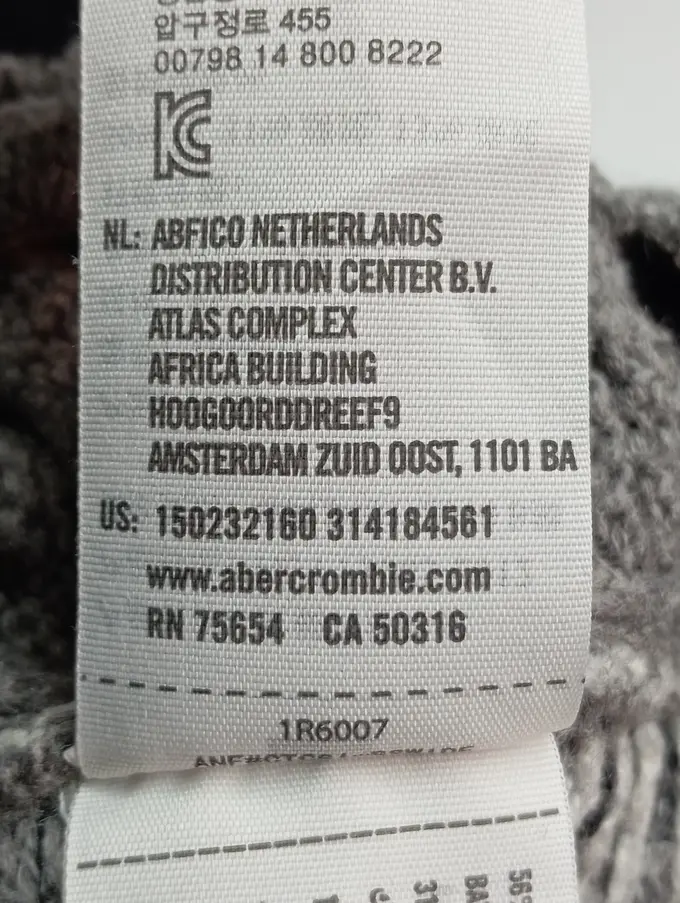 압구정로 455
00798 14 800 8222
NL: ABFICO NETHERLANDS
DISTRIBUTION CENTER B.V.
ATLAS COMPLEX
AFRICA BUILDING
HOOGOORDDREEF9
AMSTERDAM ZUID OOST, 1101 BA
US: 150232160 314184561
www.abercrombie.com
RN 75654 CA 50316
1R6007